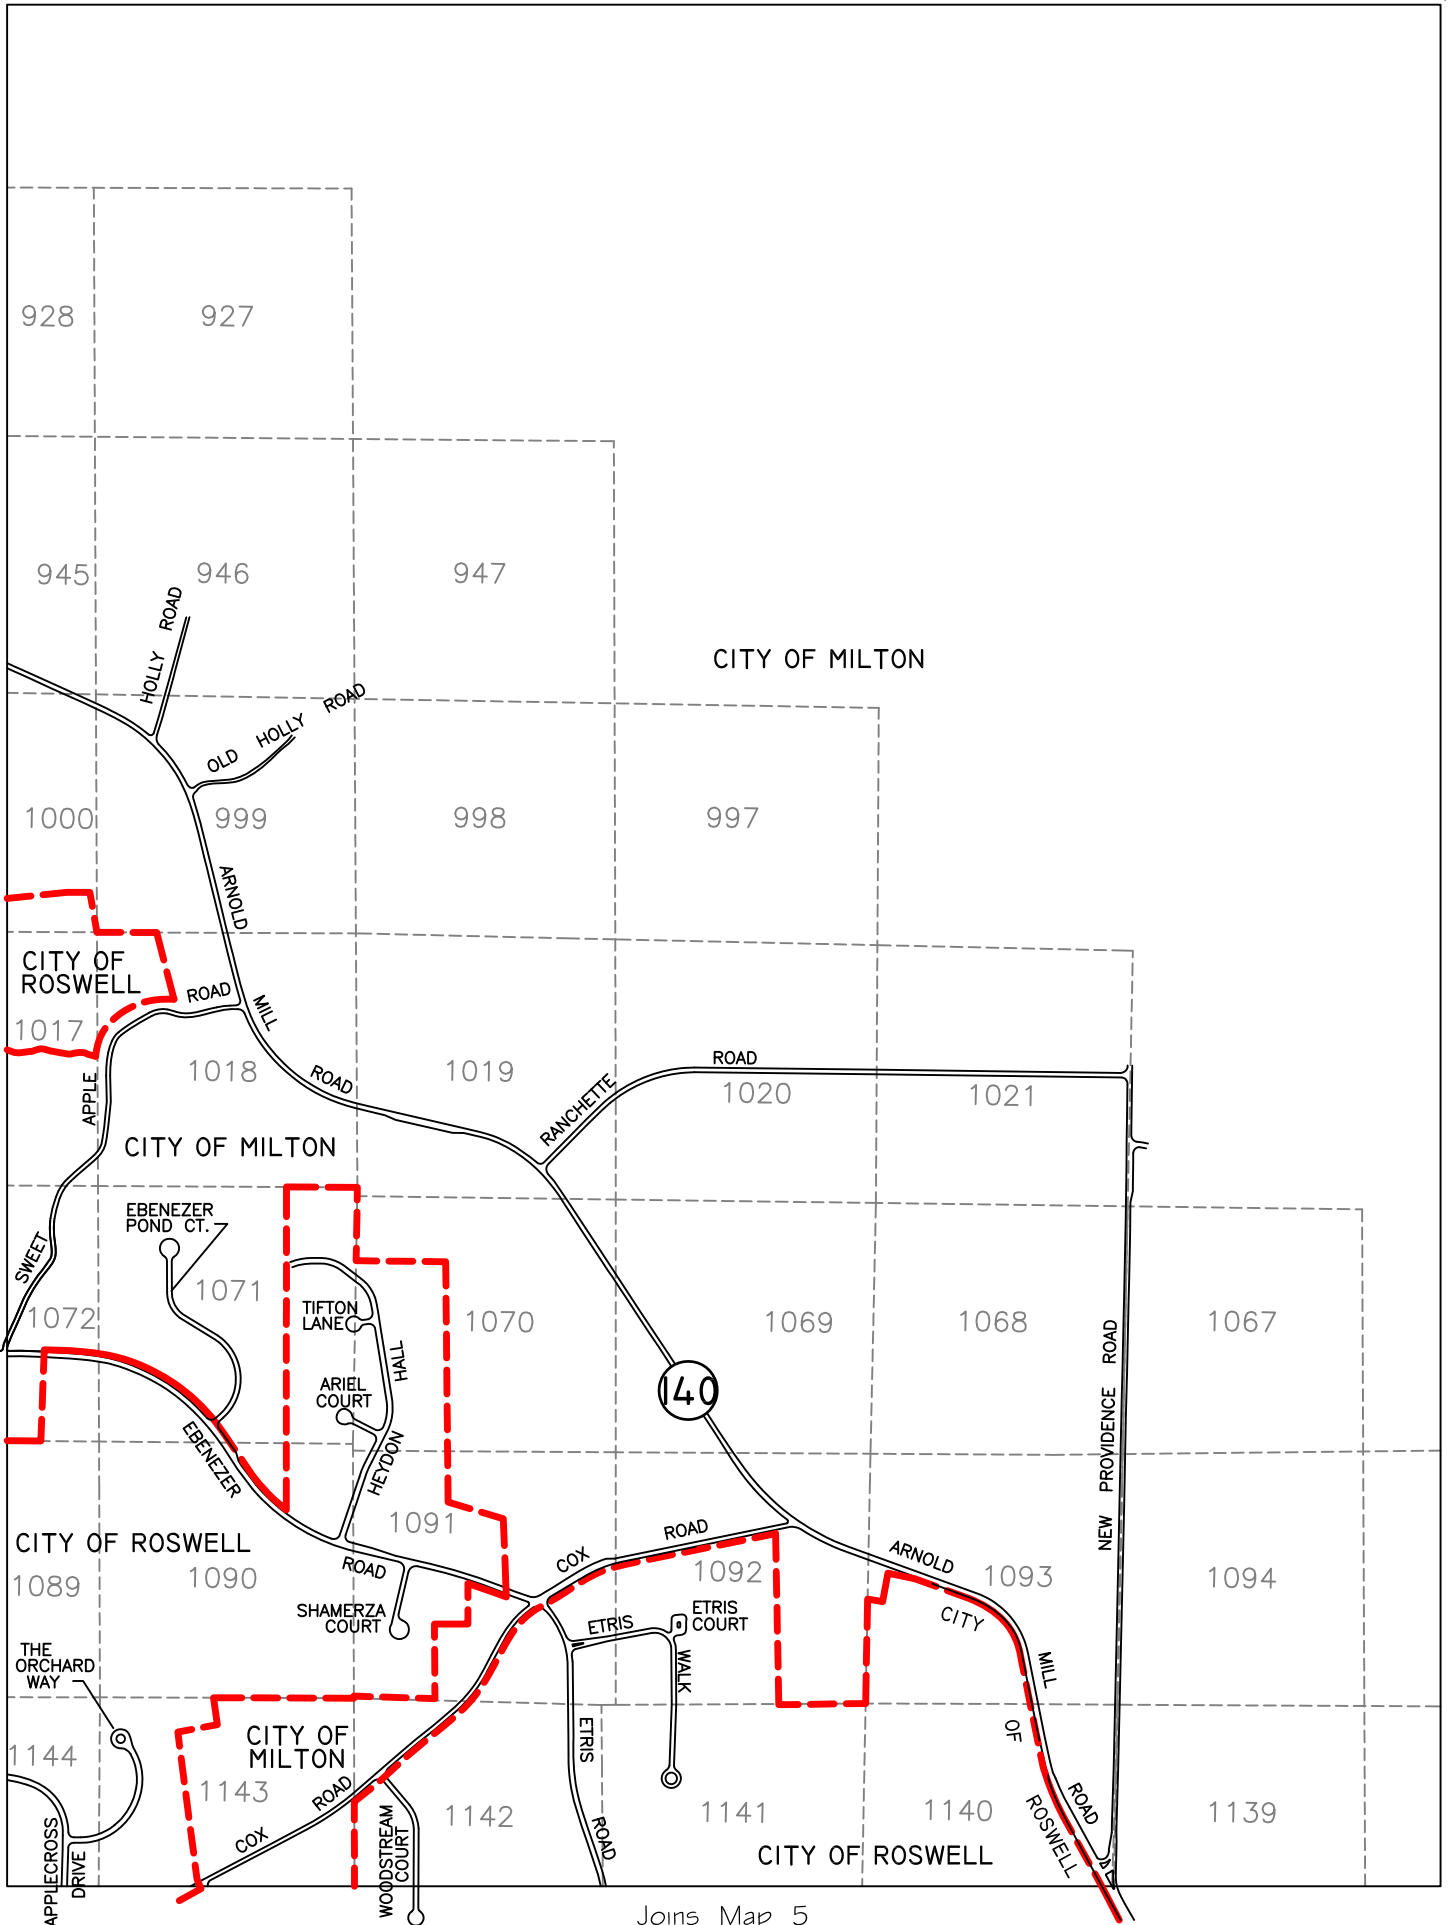 928
927
945
946
947
HOLLY ROAD
CITY OF MILTON
OLD HOLLY ROAD
1000
999
998
997
ARNOLD
MILL
ROAD
CITY OF
ROSWELL
ROAD
1017
1018
1019
ROAD
1020
1021
RANCHETTE
APPLE
CITY OF MILTON
EBENEZER
POND CT.
SWEET
1071
1072
TIFTON
LANE
1070
1069
1068
1067
HALL
ARIEL
COURT
140
NEW PROVIDENCE ROAD
EBENEZER
HEYDON
1091
CITY OF ROSWELL
ROAD
COX
ROAD
ARNOLD
1089
1090
1092
1093
1094
SHAMERZA
COURT
ETRIS
ETRIS
COURT
CITY
THE
ORCHARD
WAY
WALK
MILL
CITY OF
MILTON
ETRIS
OF
1144
1143
ROAD
1142
1141
1140
1139
ROAD
ROSWELL
COX
WOODSTREAM
COURT
ROAD
CITY OF ROSWELL
APPLECROSS
DRIVE
Joins Map 5